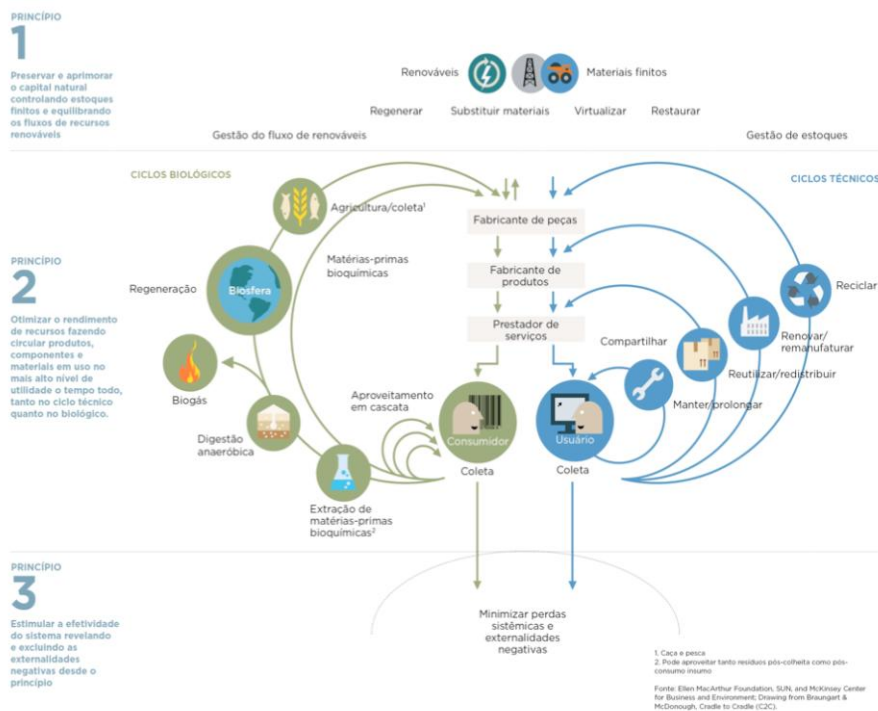 PRINCÍPIO
1
Preservar e aprimorar
o capital natural
controlando estoques
finitos e equilibrando
os fluxos de recursos
renováveis
Renováveis
Materiais finitos
Regenerar
Substituir materiais
Virtualizar
Restaurar
Gestão do fluxo de renováveis
Gestão de estoques
PRINCÍPIO
2
Otimizar o rendimento
de recursos fazendo
circular produtos,
componentes e
materiais em uso no
mais alto nível de
utilidade o tempo todo,
tanto no ciclo técnico
quanto no biológico.
CICLOS BIOLÓGICOS
CICLOS TÉCNICOS
Agricultura/coleta¹
Fabricante de peças
Matérias-primas
bioquímicas
Fabricante de
produtos
Regeneração
Biosfera
Reciclar
Prestador de
serviços
Compartilhar
Renovar/
remanufaturar
Reutilizar/redistribuir
Biogás
Aproveitamento
em cascata
Manter/prolongar
Consumidor
Usuário
Digestão
anaeróbica
Coleta
Coleta
Extração de
matérias-primas
bioquímicas²
PRINCÍPIO
3
Estimular a efetividade
do sistema revelando
e excluindo as
externalidades
negativas desde o
princípio
Minimizar perdas
sistêmicas e
externalidades
negativas
1. Caça e pesca
2. Pode aproveitar tanto resíduos pós-colheita como pós-
consumo insumo
Fonte: Ellen MacArthur Foundation, SUN, and McKinsey Center
for Business and Environment; Drawing from Braungart &
McDonough, Cradle to Cradle (C2C).